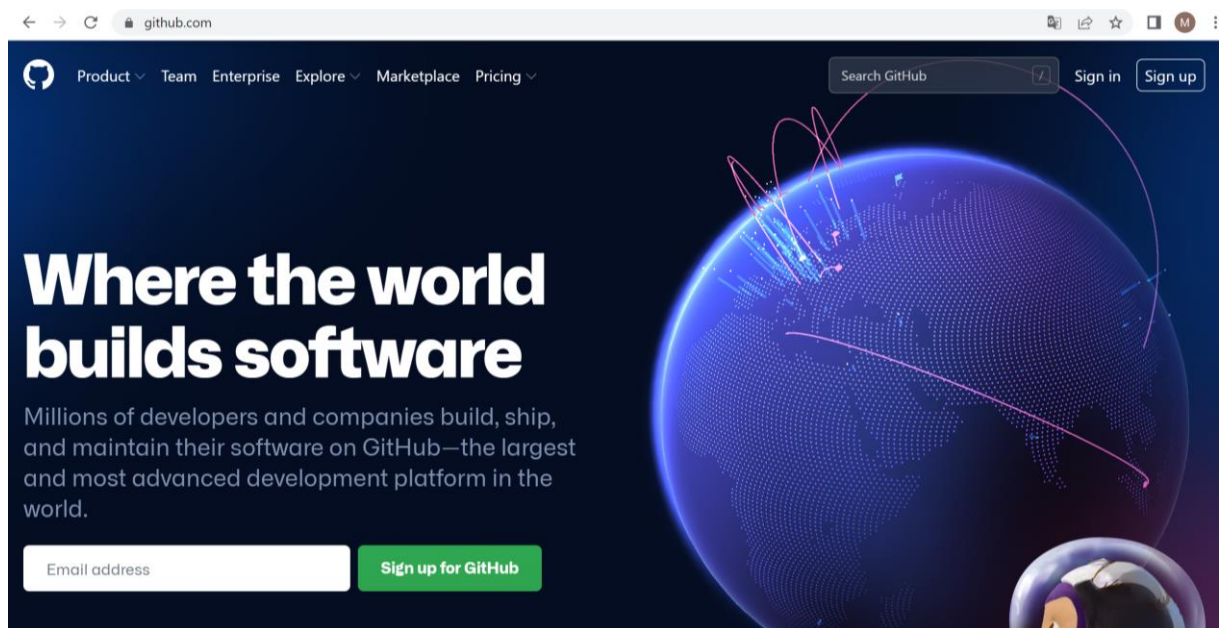 github.com
M
Product Team Enterprise Explore Marketplace Pricing
Search GitHub /
Sign in Sign up
Where the world
builds software
Millions of developers and companies build, ship,
and maintain their software on GitHub—the largest
and most advanced development platform in the
world.
Email address
Sign up for GitHub